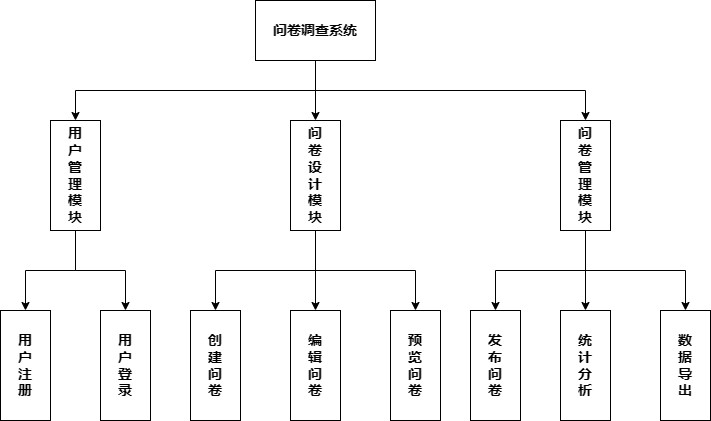 问卷调查系统
用户管理模块
问卷设计模块
问卷管理模块
用户注册
用户登录
创建问卷
编辑问卷
预览问卷
发布问卷
统计分析
数据导出